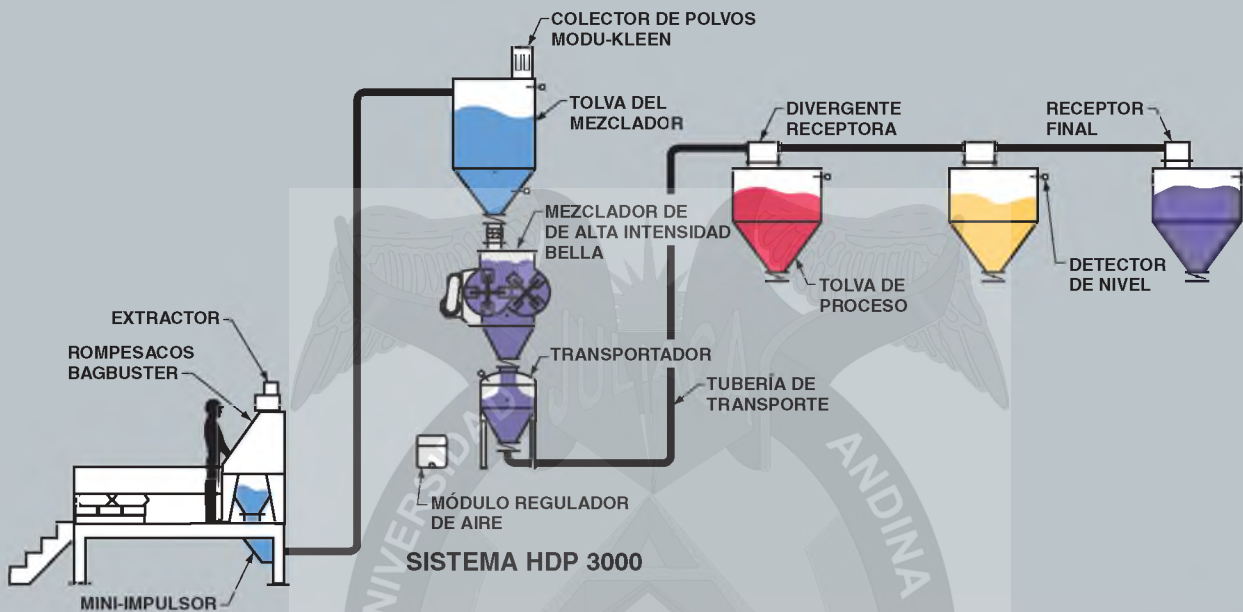 COLECTOR DE POLVOS
MODU-KLEEN
TOLVA DEL
MEZCLADOR
DIVERGENTE
RECEPTORA
RECEPTOR
FINAL
MEZCLADOR DE
DE ALTA INTENSIDAD
BELLA
DETECTOR
DE NIVEL
TOLVA DE
PROCESO
EXTRACTOR
ROMPESACOS
BAGBUSTER
TRANSPORTADOR
TUBERÍA DE
TRANSPORTE
MÓDULO REGULADOR
DE AIRE
SISTEMA HDP 3000
MINI-IMPULSOR
UNIVERSIDAD
ANDINA